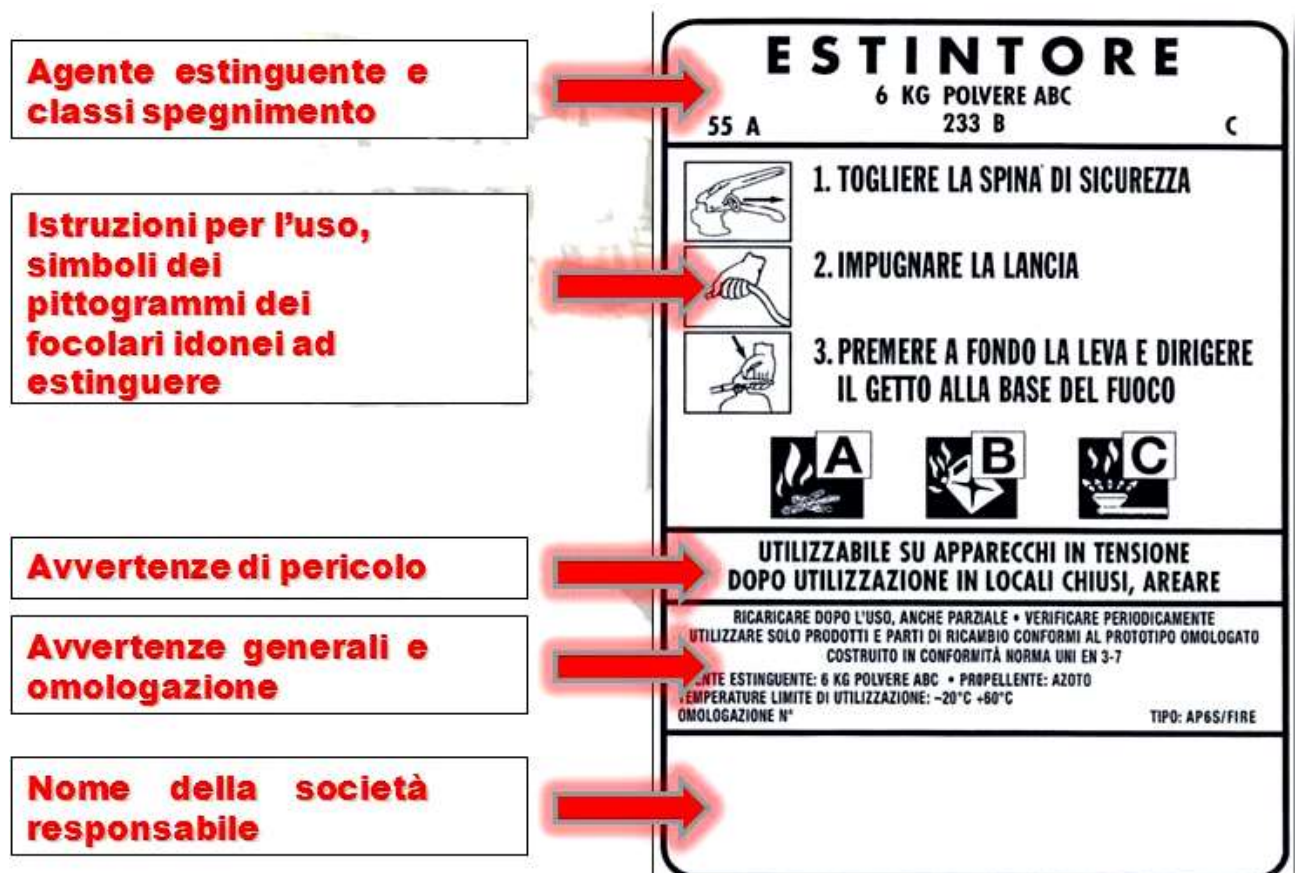 Agente estinguente e
classi spegnimento
Istruzioni per l'uso,
simboli dei
pittogrammi dei
focolari idonei ad
estinguere
Avvertenze di pericolo
Avvertenze generali e
omologazione
Nome della società
responsabile
ESTINTORE
6 KG POLVERE ABC
55 A 233 B C
1. TOGLIERE LA SPINA DI SICUREZZA
2. IMPUGNARE LA LANCIA
3. PREMERE A FONDO LA LEVA E DIRIGERE
IL GETTO ALLA BASE DEL FUOCO
A B C
UTILIZZABILE SU APPARECCHI IN TENSIONE
DOPO UTILIZZAZIONE IN LOCALI CHIUSI, AREARE
RICARICARE DOPO L'USO, ANCHE PARZIALE • VERIFICARE PERIODICAMENTE
UTILIZZARE SOLO PRODOTTI E PARTI DI RICAMBIO CONFORMI AL PROTOTIPO OMOLOGATO
COSTRUITO IN CONFORMITÀ NORMA UNI EN 3-7
ESTINGUENTE: 6 KG POLVERE ABC • PROPELLENTE: AZOTO
TEMPERATURE LIMITE DI UTILIZZAZIONE: –20°C +60°C
OMOLOGAZIONE N° TIPO: AP6S/FIRE